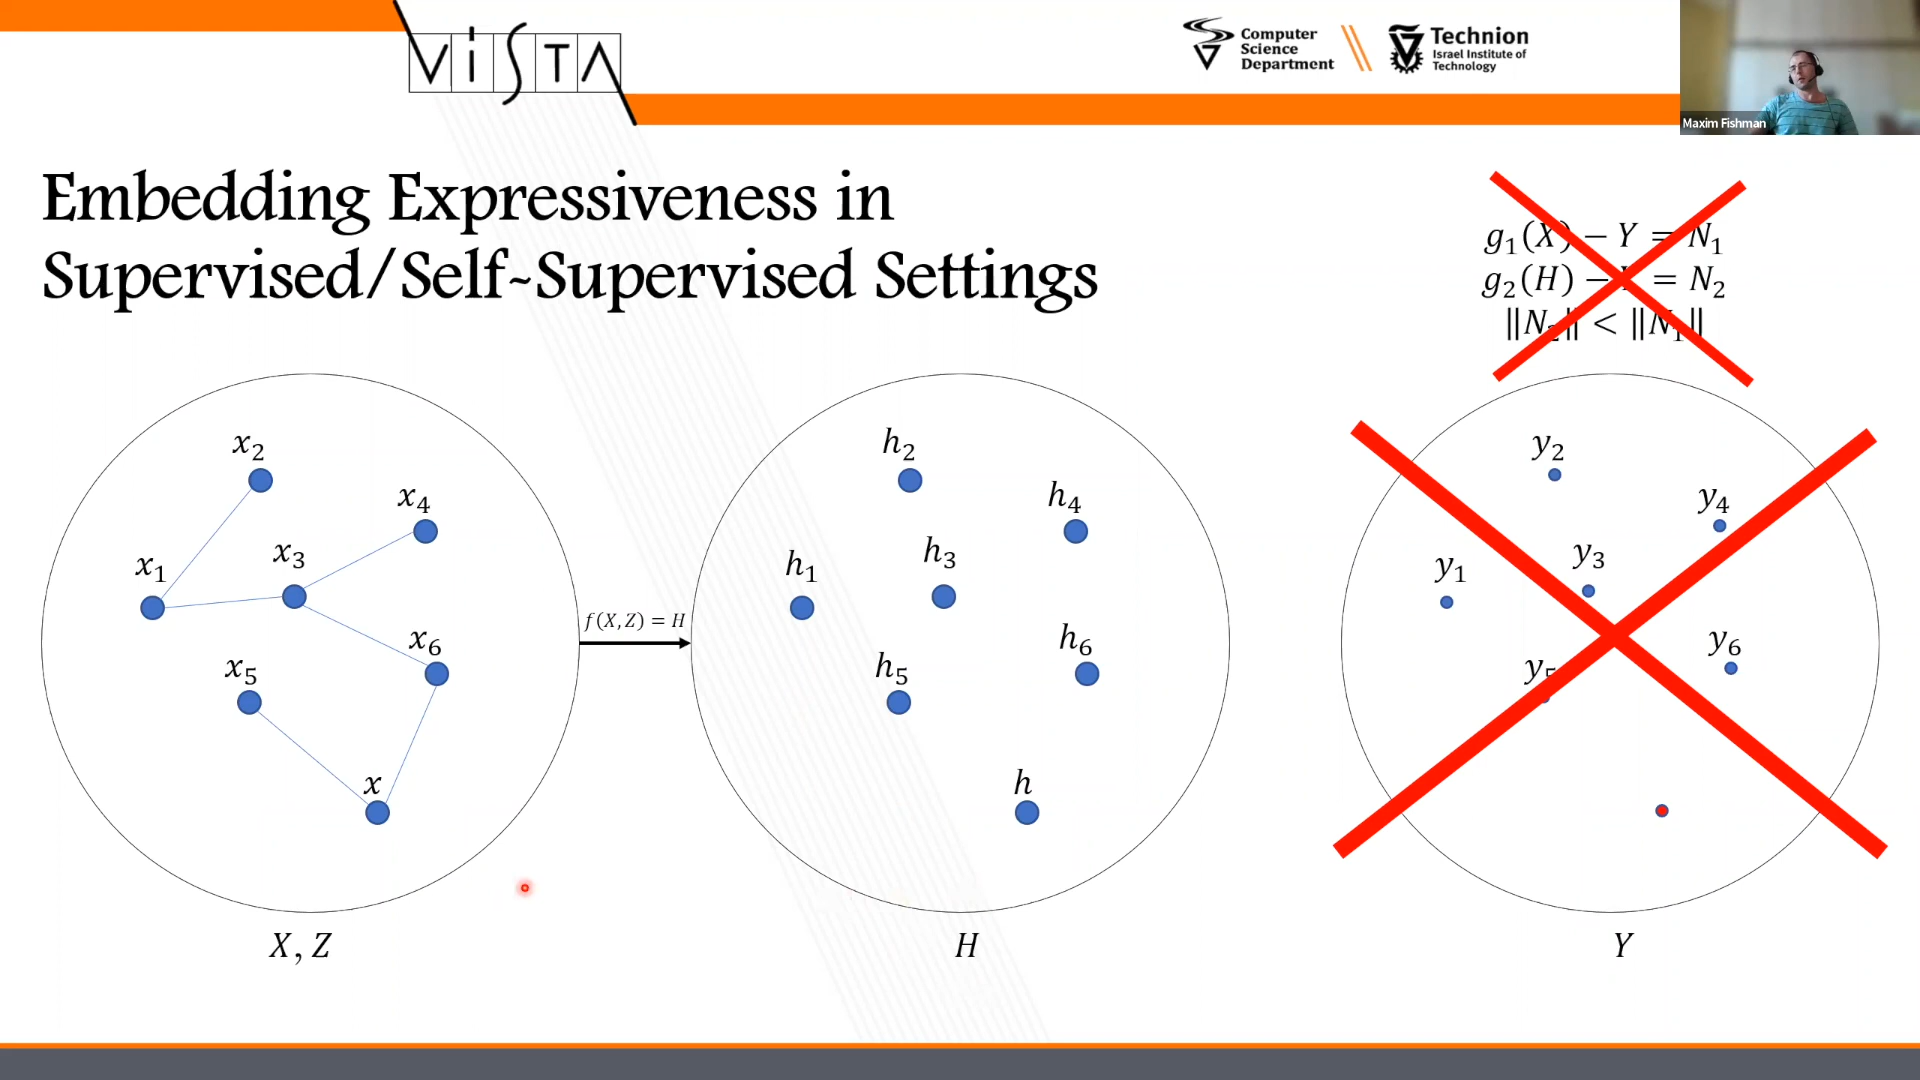 ViSTA
Computer
Science
Department
Technion
Israel Institute of
Technology
Maxim Fishman
Embedding Expressiveness in
Supervised/Self-Supervised Settings
g₁(X) − Y = N₁
g₂(H) − = N₂
‖N₂‖ < ‖N₁‖
x₂
x₄
x₃
x₁
x₆
x₅
x
f(X, Z) = H
h₂
h₄
h₃
h₁
h₆
h₅
h
y₂
y₄
y₃
y₁
y₆
y₅
X, Z
H
Y